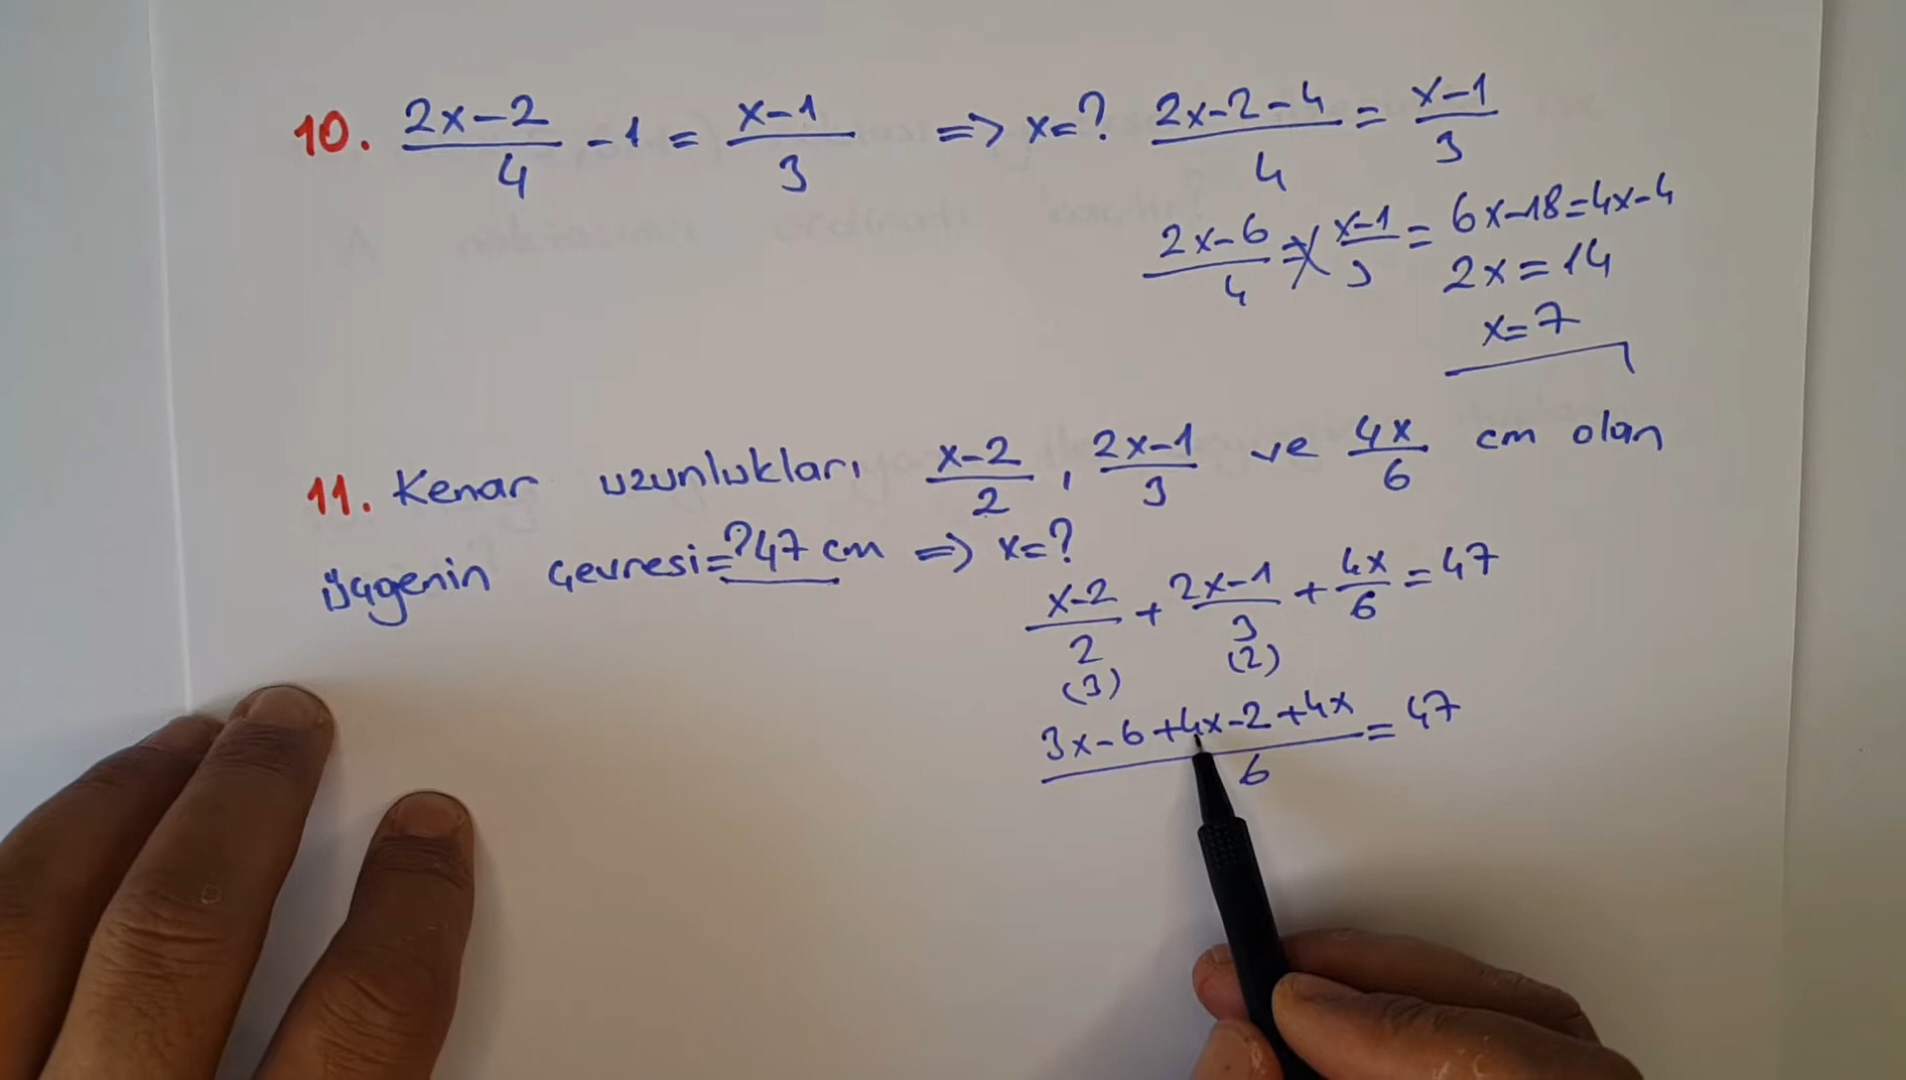 10. (2x-2)/4 - 1 = (x-1)/3 => x=? (2x-2-4)/4 = (x-1)/3
(2x-6)/4 = (x-1)/3 = 6x-18=4x-4
2x=14
x=7
11. Kenar uzunlukları (x-2)/2 , (2x-1)/3 ve 4x/6 cm olan
üçgenin çevresi=?47 cm => x=?
(x-2)/2 + (2x-1)/3 + 4x/6 = 47
(3) (2)
(3x-6+4x-2+4x)/6 = 47